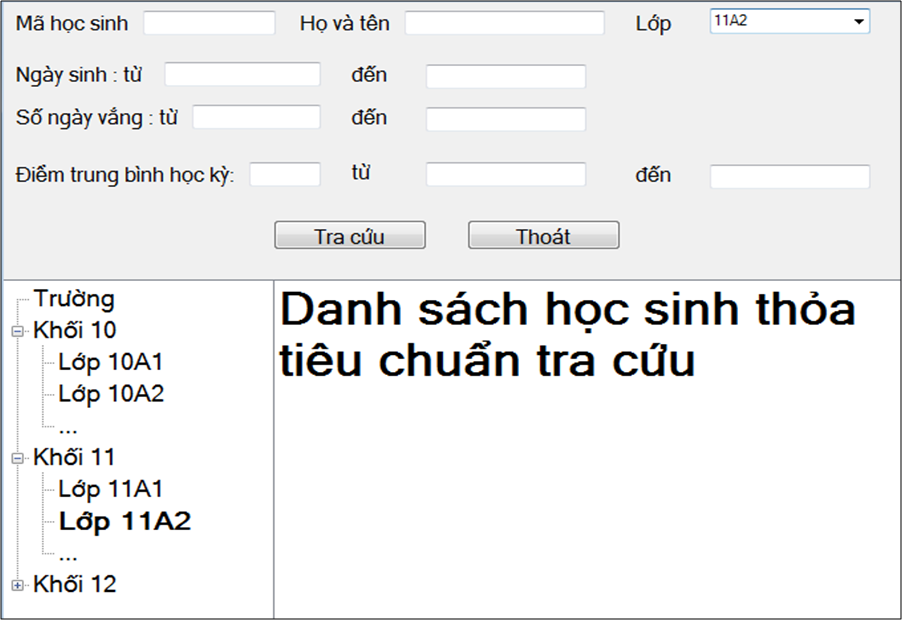 Mã học sinh Họ và tên Lớp 11A2
Ngày sinh : từ đến
Số ngày vắng : từ đến
Điểm trung bình học kỳ: từ đến
Tra cứu Thoát
Trường
Khối 10
Lớp 10A1
Lớp 10A2
...
Khối 11
Lớp 11A1
Lớp 11A2
...
Khối 12
Danh sách học sinh thỏa
tiêu chuẩn tra cứu